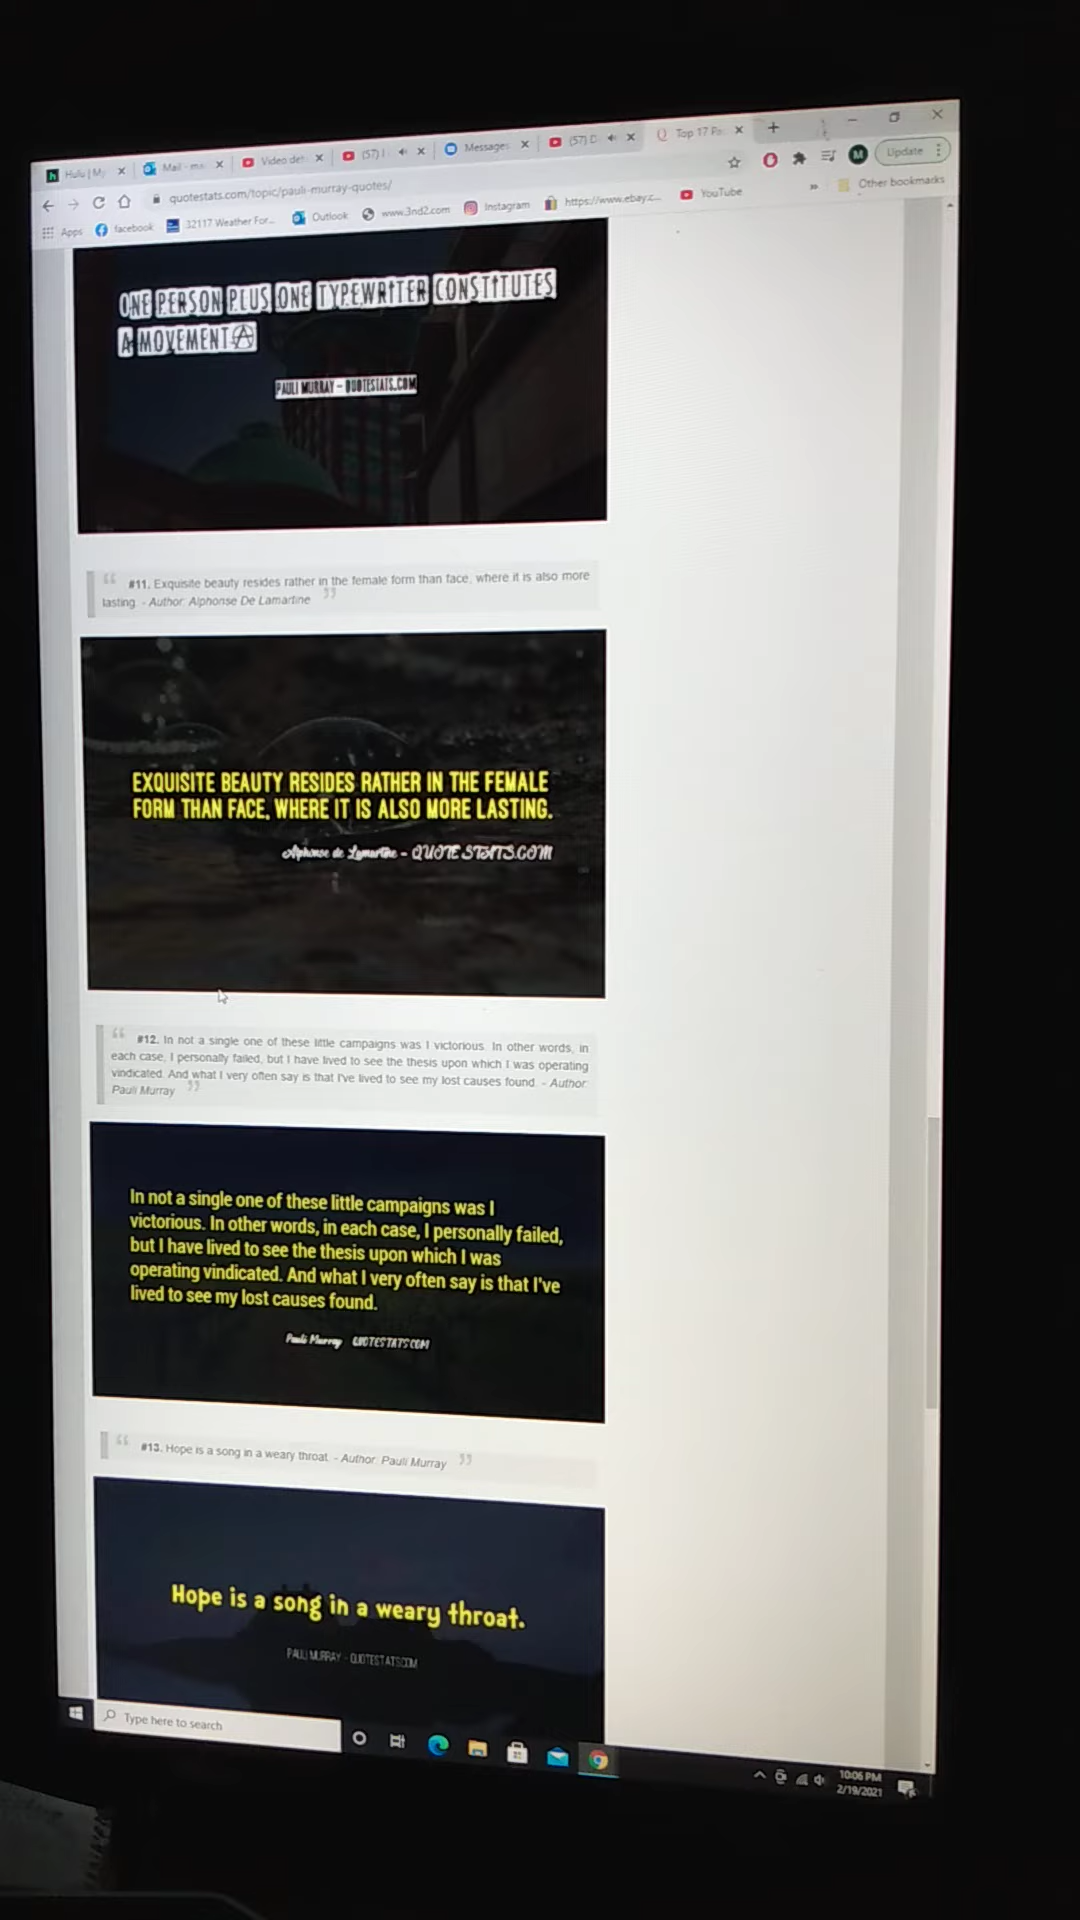 Hulu | My
Mail - ma
Video det
(57)
Messages
(57) D
Top 17 Pa
quotestats.com/topic/pauli-murray-quotes/
M
Update
Apps
facebook
32117 Weather For...
Outlook
www.3nd2.com
Instagram
https://www.ebay.c...
YouTube
»
Other bookmarks
ONE PERSON PLUS ONE TYPEWRITER CONSTITUTES
A MOVEMENT
PAULI MURRAY - QUOTESTATS.COM
“ #11. Exquisite beauty resides rather in the female form than face, where it is also more
lasting. - Author: Alphonse De Lamartine ”
EXQUISITE BEAUTY RESIDES RATHER IN THE FEMALE
FORM THAN FACE, WHERE IT IS ALSO MORE LASTING.
Alphonse de Lamartine - QUOTESTATS.COM
“ #12. In not a single one of these little campaigns was I victorious. In other words, in
each case, I personally failed, but I have lived to see the thesis upon which I was operating
vindicated. And what I very often say is that I've lived to see my lost causes found. - Author:
Pauli Murray ”
In not a single one of these little campaigns was I
victorious. In other words, in each case, I personally failed,
but I have lived to see the thesis upon which I was
operating vindicated. And what I very often say is that I've
lived to see my lost causes found.
Pauli Murray QUOTESTATS.COM
“ #13. Hope is a song in a weary throat. - Author: Pauli Murray ”
Hope is a song in a weary throat.
PAULI MURRAY - QUOTESTATS.COM
Type here to search
10:06 PM
2/19/2021